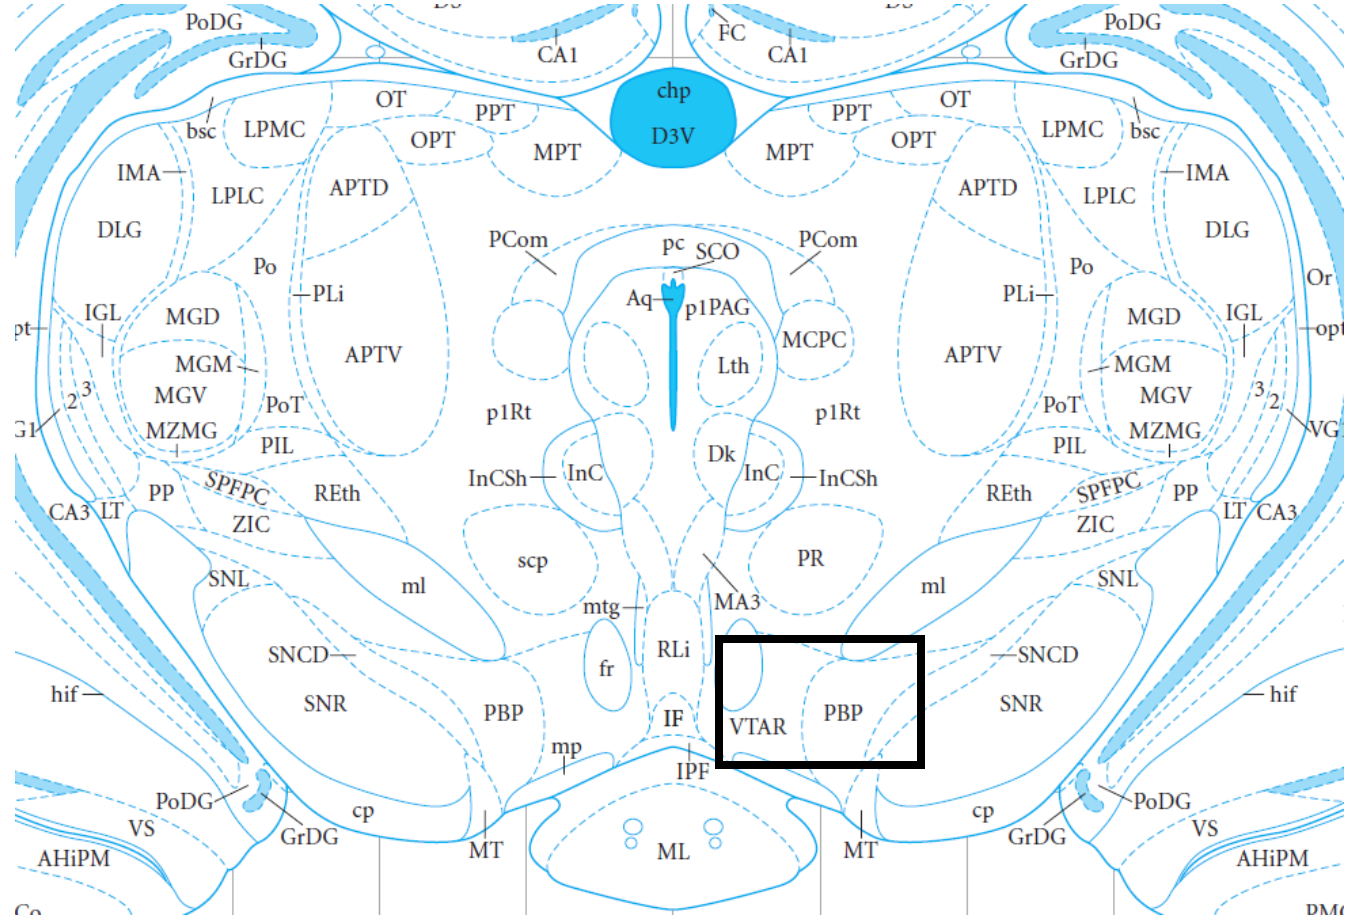 DS
DS
PoDG
FC
PoDG
GrDG
CA1
CA1
GrDG
chp
OT
PPT
PPT
OT
bsc
LPMC
OPT
D3V
OPT
LPMC
bsc
MPT
MPT
IMA
APTD
APTD
IMA
LPLC
LPLC
DLG
DLG
PCom
pc
SCO
PCom
Po
Po
Or
PLi
Aq
p1PAG
PLi
IGL
MGD
MGD
IGL
pt
opt
MCPC
APTV
APTV
MGM
Lth
MGM
3
MGV
MGV
3
2
2
PoT
p1Rt
p1Rt
PoT
G1
MZMG
MZMG
VG
PIL
PIL
Dk
InCSh
InC
InC
InCSh
PP
SPFPC
REth
REth
SPFPC
PP
CA3
LT
ZIC
ZIC
LT
CA3
scp
PR
SNL
ml
ml
SNL
mtg
MA3
SNCD
RLi
SNCD
fr
hif
SNR
PBP
IF
VTAR
PBP
SNR
hif
mp
IPF
PoDG
cp
cp
PoDG
VS
GrDG
GrDG
VS
AHiPM
MT
ML
MT
AHiPM
Co
PMC